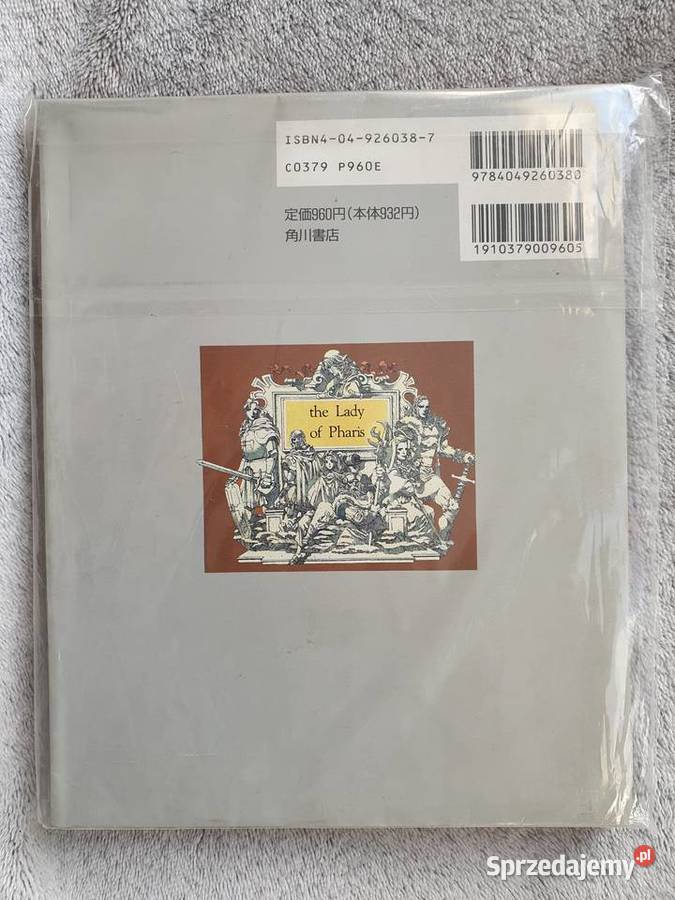 ISBN4-04-926038-7
C0379 P960E
9784049260380
定価960円(本体932円)
角川書店
1910379009605
the Lady
of Pharis
Sprzedajemy.pl